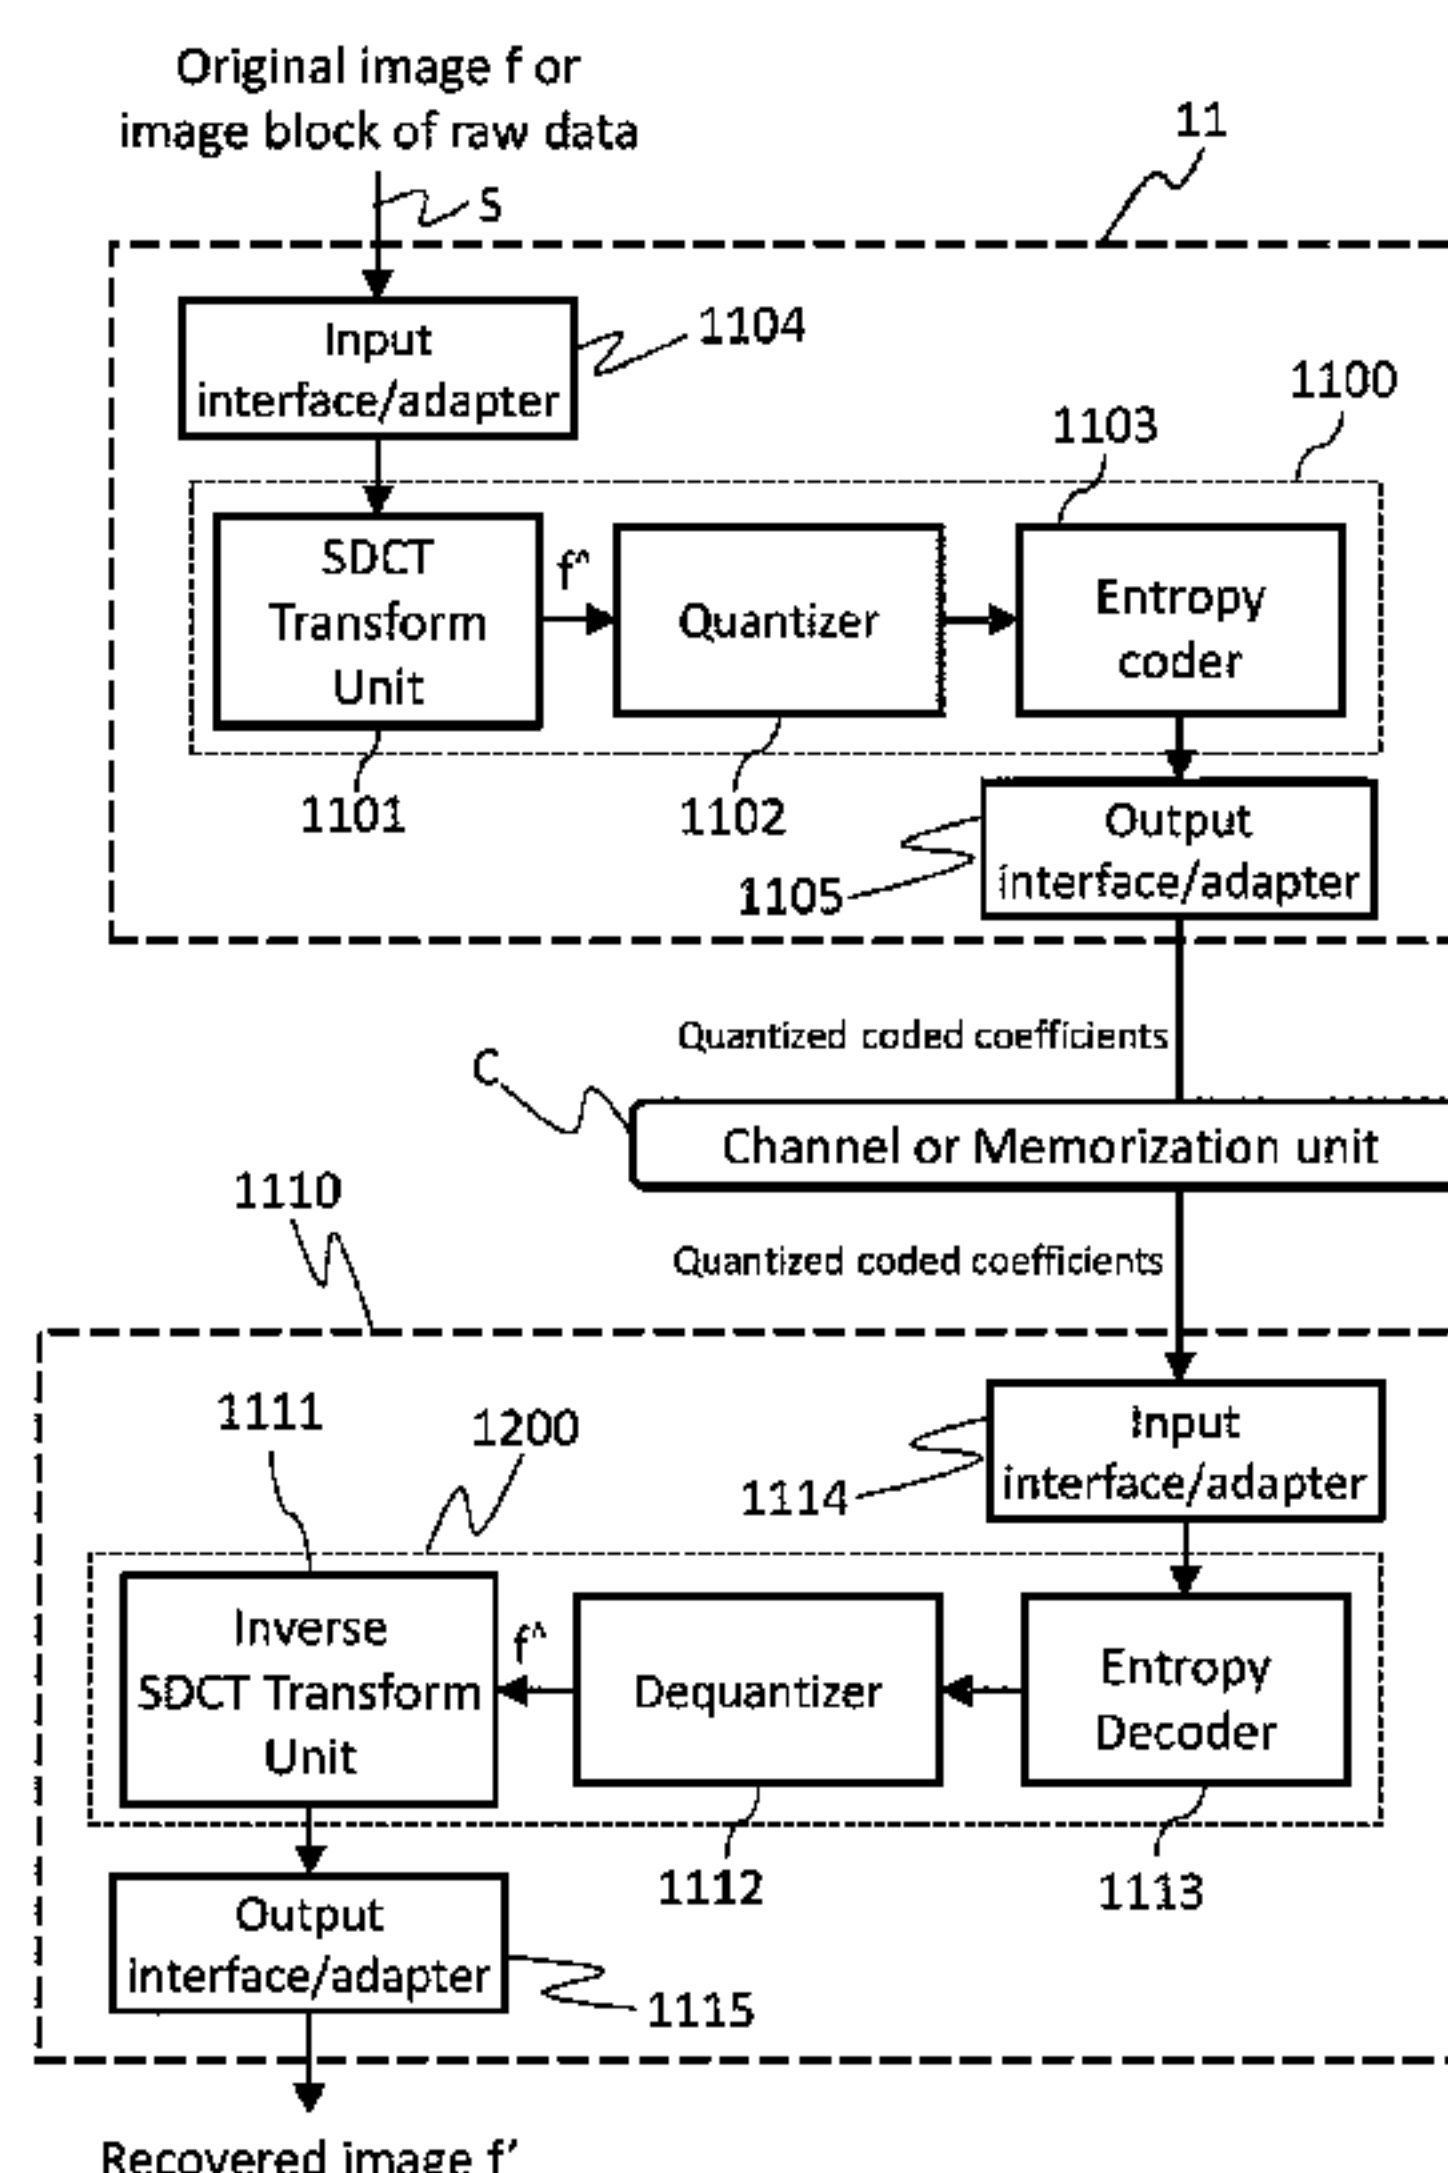 Original image f or
image block of raw data
S
11
Input
interface/adapter
1104
1100
1103
SDCT
Transform
Unit
f^
Quantizer
Entropy
coder
1101
1102
Output
interface/adapter
1105
Quantized coded coefficients
C
Channel or Memorization unit
1110
Quantized coded coefficients
1111
1200
Input
interface/adapter
1114
Inverse
SDCT Transform
Unit
f^
Dequantizer
Entropy
Decoder
1112
1113
Output
interface/adapter
1115
Recovered image f'